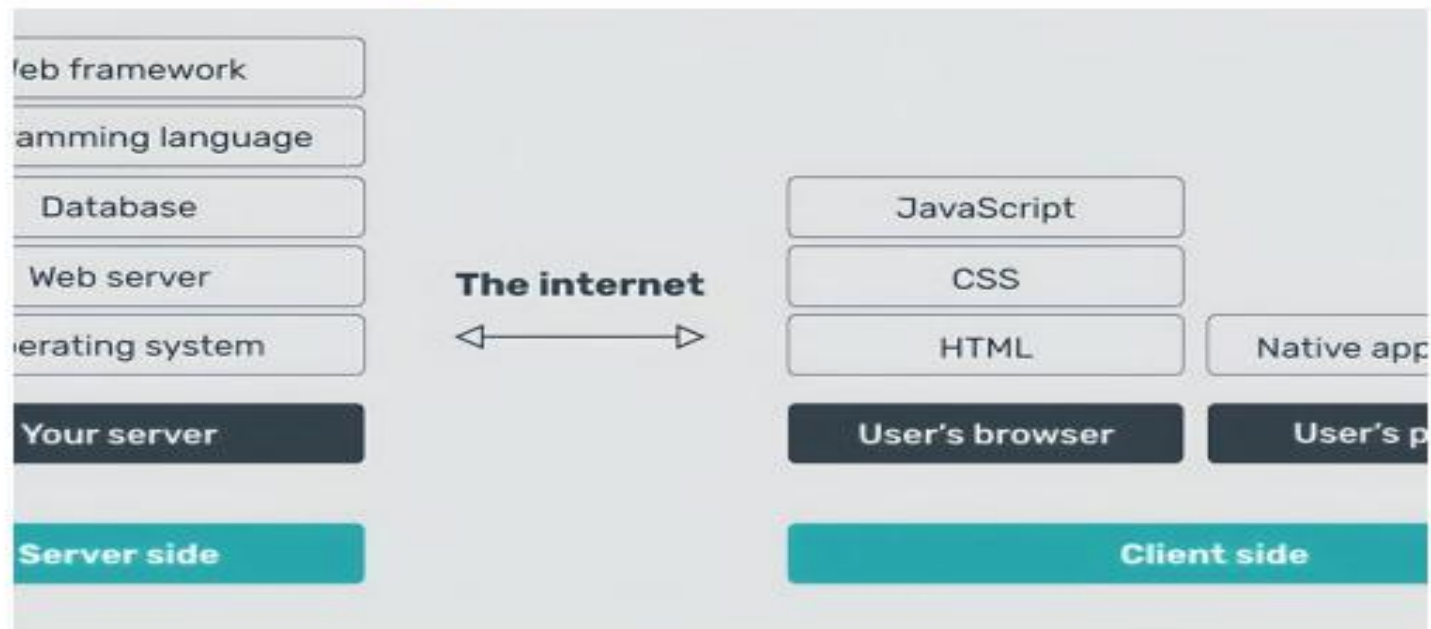 eb framework
amming language
Database
Web server
erating system
Your server
Server side
The internet
JavaScript
CSS
HTML
User's browser
Native app
User's p
Client side